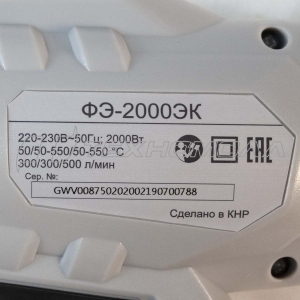 ФЭ-2000ЭК
220-230В~50Гц; 2000Вт
50/50-550/50-550 °C
300/300/500 л/мин
Сер. №:
GWV00875020200219070078​8
EAC
Сделано в КНР